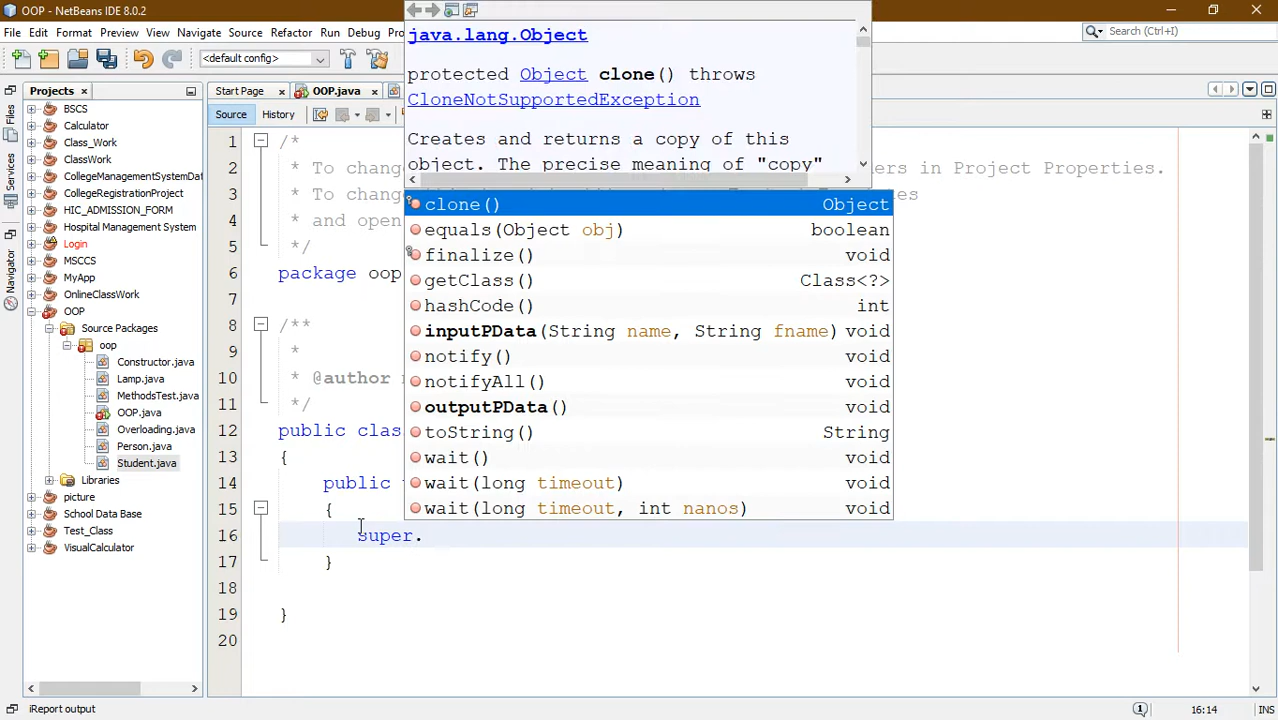 OOP - NetBeans IDE 8.0.2
File Edit Format Preview View Navigate Source Refactor Run Debug
Search (Ctrl+I)
<default config>
Files
Services
Projects
BSCS
Calculator
Class_Work
ClassWork
CollegeManagementSystemDat
CollegeRegistrationProject
HIC_ADMISSION_FORM
Hospital Management System
Login
MSCCS
MyApp
OnlineClassWork
OOP
Source Packages
oop
Constructor.java
Lamp.java
MethodsTest.java
OOP.java
Overloading.java
Person.java
Student.java
Libraries
picture
School Data Base
Test_Class
VisualCalculator
Start Page
OOP.java
Source History
java.lang.Object
protected Object clone() throws
CloneNotSupportedException
Creates and returns a copy of this
object. The precise meaning of "copy"
clone() Object
equals(Object obj) boolean
finalize() void
getClass() Class<?>
hashCode() int
inputPData(String name, String fname) void
notify() void
notifyAll() void
outputPData() void
toString() String
wait() void
wait(long timeout) void
wait(long timeout, int nanos) void
1 /*
2 * To change ers in Project Properties.
3 * To change
4 * and open
5 */
6 package oop
7
8 /**
9 *
10 * @author
11 */
12 public clas
13 {
14 public
15 {
16 super.
17 }
18
19 }
20
iReport output
1
16:14 INS